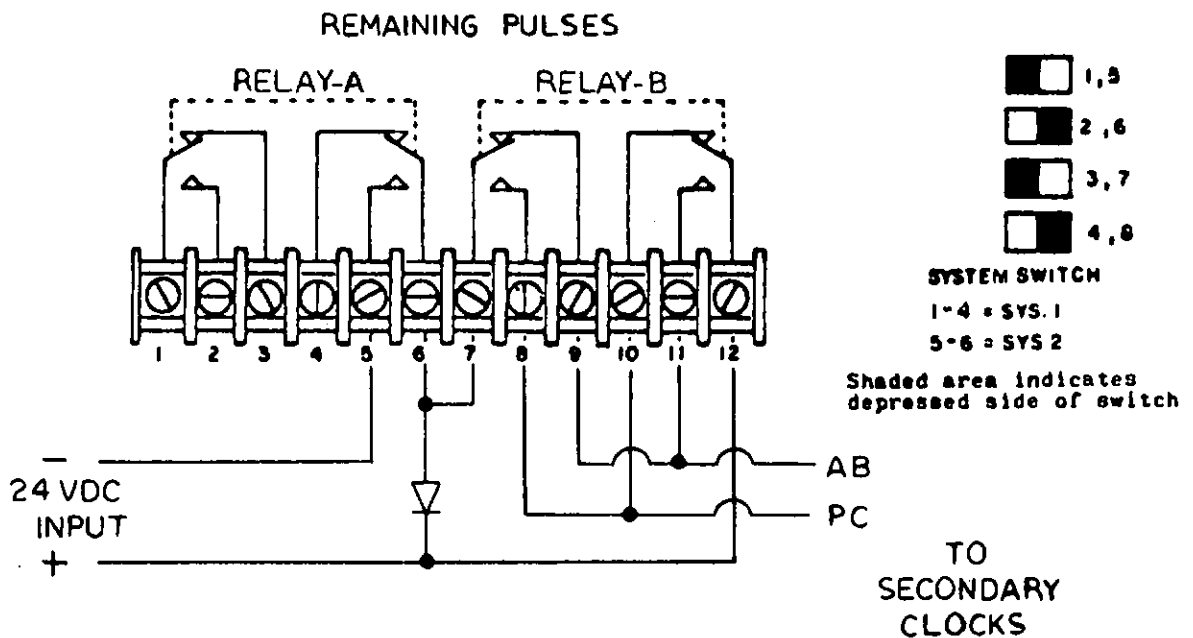 REMAINING PULSES
RELAY-A
RELAY-B
1 2 3 4 5 6 7 8 9 10 11 12
−
24 VDC
INPUT
+
AB
PC
TO
SECONDARY
CLOCKS
1,5
2,6
3,7
4,8
SYSTEM SWITCH
1-4 = SYS. 1
5-6 = SYS 2
Shaded area indicates
depressed side of switch